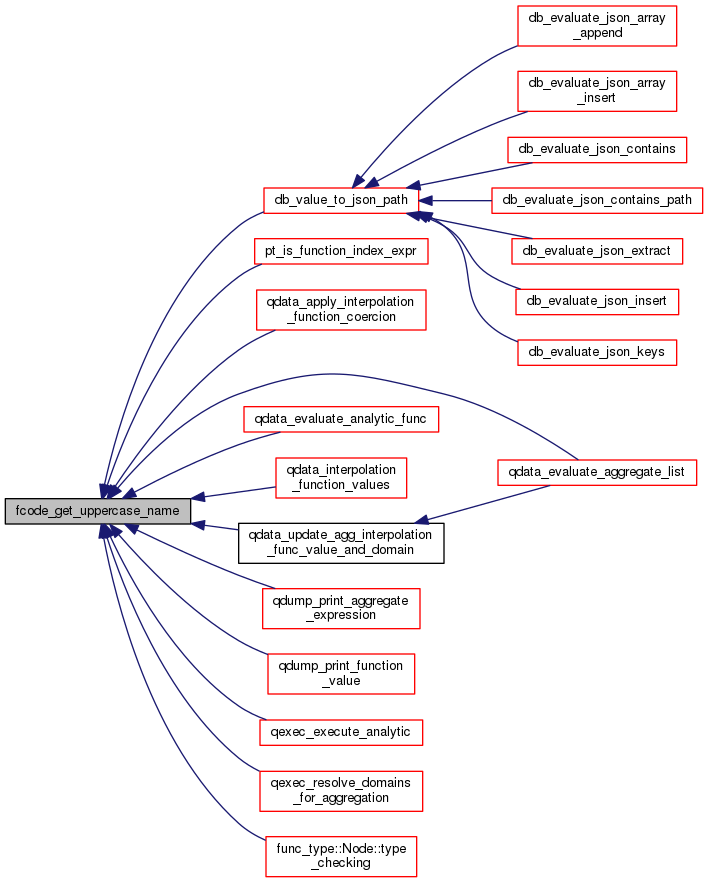 db_evaluate_json_array
_append
db_evaluate_json_array
_insert
db_evaluate_json_contains
db_value_to_json_path
db_evaluate_json_contains_path
pt_is_function_index_expr
db_evaluate_json_extract
qdata_apply_interpolation
_function_coercion
db_evaluate_json_insert
db_evaluate_json_keys
qdata_evaluate_analytic_func
qdata_interpolation
_function_values
qdata_evaluate_aggregate_list
fcode_get_uppercase_name
qdata_update_agg_interpolation
_func_value_and_domain
qdump_print_aggregate
_expression
qdump_print_function
_value
qexec_execute_analytic
qexec_resolve_domains
_for_aggregation
func_type::Node::type
_checking